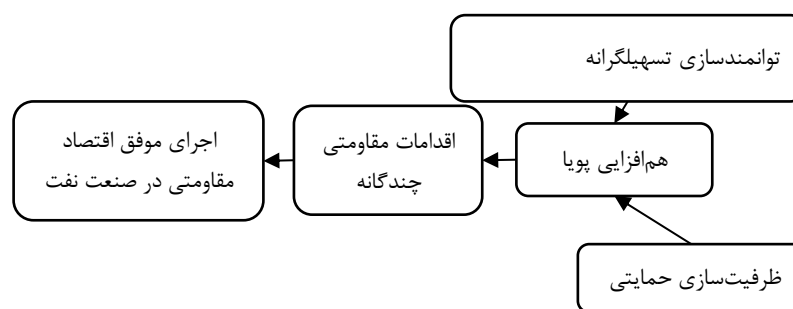 توانمندسازی تسهیلگرانه
هم‌افزایی پویا
اقدامات مقاومتی
چندگانه
اجرای موفق اقتصاد
مقاومتی در صنعت نفت
ظرفیت‌سازی حمایتی